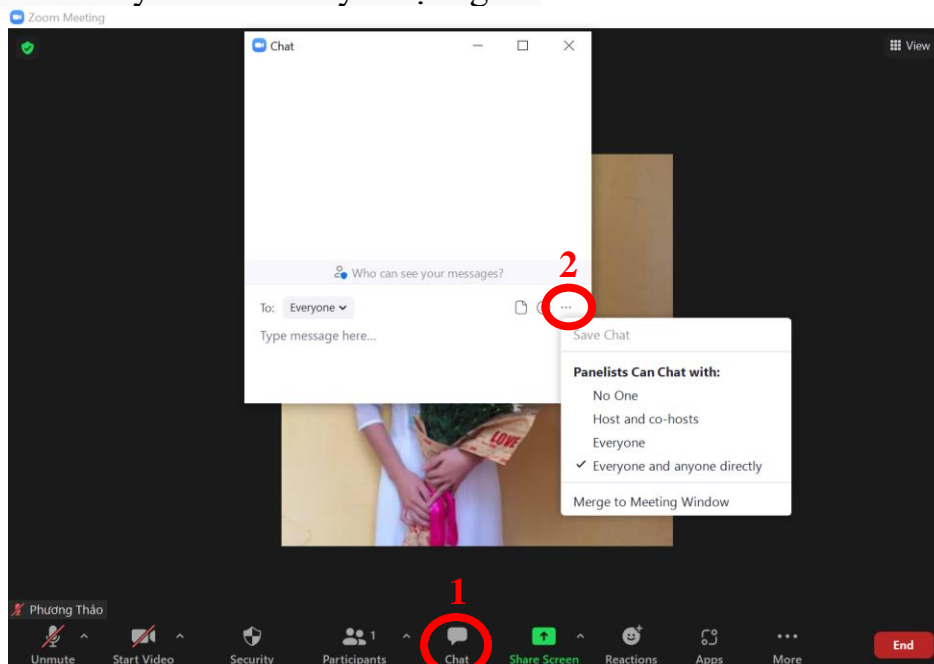 Zoom Meeting
Chat
View
Who can see your messages?
2
To: Everyone
Type message here...
Save Chat
Panelists Can Chat with:
No One
Host and co-hosts
Everyone
Everyone and anyone directly
Merge to Meeting Window
LOVE
1
Phương Thảo
1
Unmute
Start Video
Security
Participants
Chat
Share Screen
Reactions
Apps
More
End